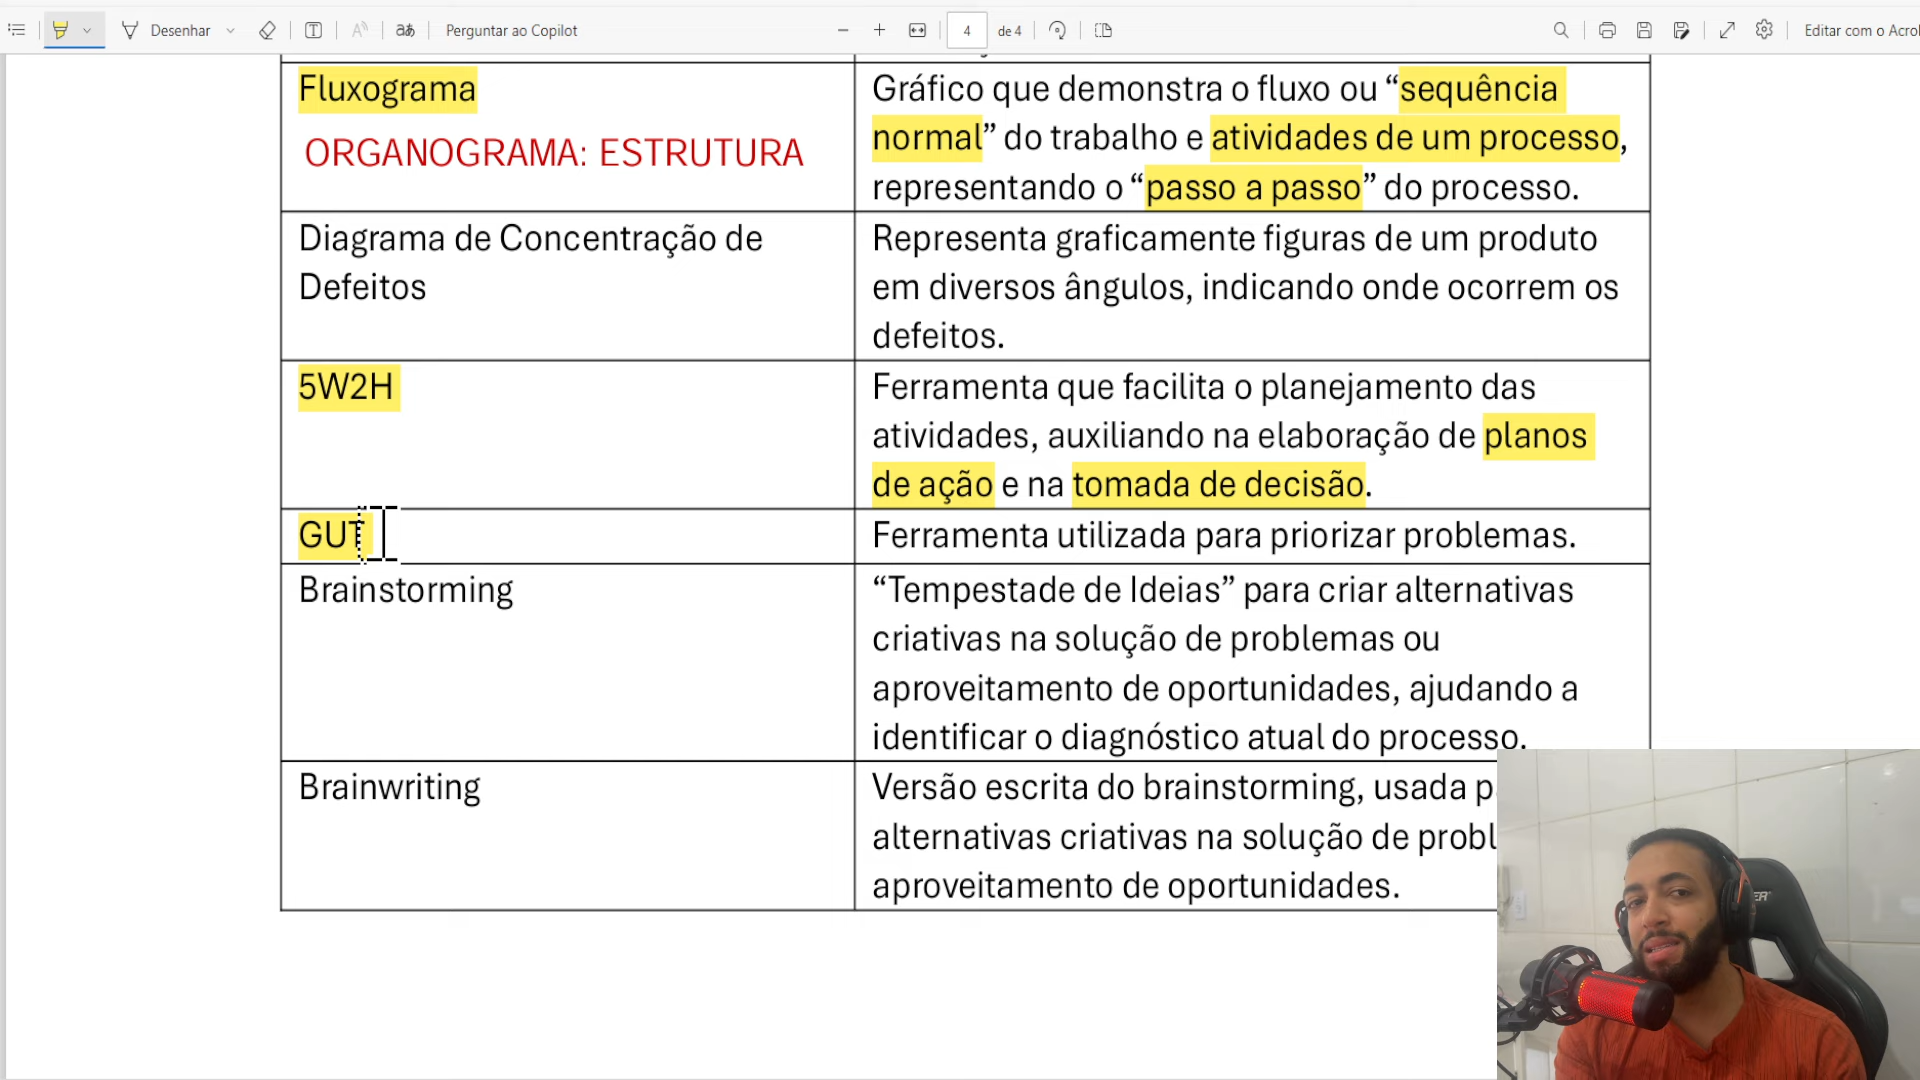 Desenhar
Perguntar ao Copilot
4
de 4
Editar com o Acro
Fluxograma
ORGANOGRAMA: ESTRUTURA
Gráfico que demonstra o fluxo ou “sequência
normal” do trabalho e atividades de um processo,
representando o “passo a passo” do processo.
Diagrama de Concentração de
Defeitos
Representa graficamente figuras de um produto
em diversos ângulos, indicando onde ocorrem os
defeitos.
5W2H
Ferramenta que facilita o planejamento das
atividades, auxiliando na elaboração de planos
de ação e na tomada de decisão.
GUT
Ferramenta utilizada para priorizar problemas.
Brainstorming
“Tempestade de Ideias” para criar alternativas
criativas na solução de problemas ou
aproveitamento de oportunidades, ajudando a
identificar o diagnóstico atual do processo.
Brainwriting
Versão escrita do brainstorming, usada
alternativas criativas na solução de probl
aproveitamento de oportunidades.